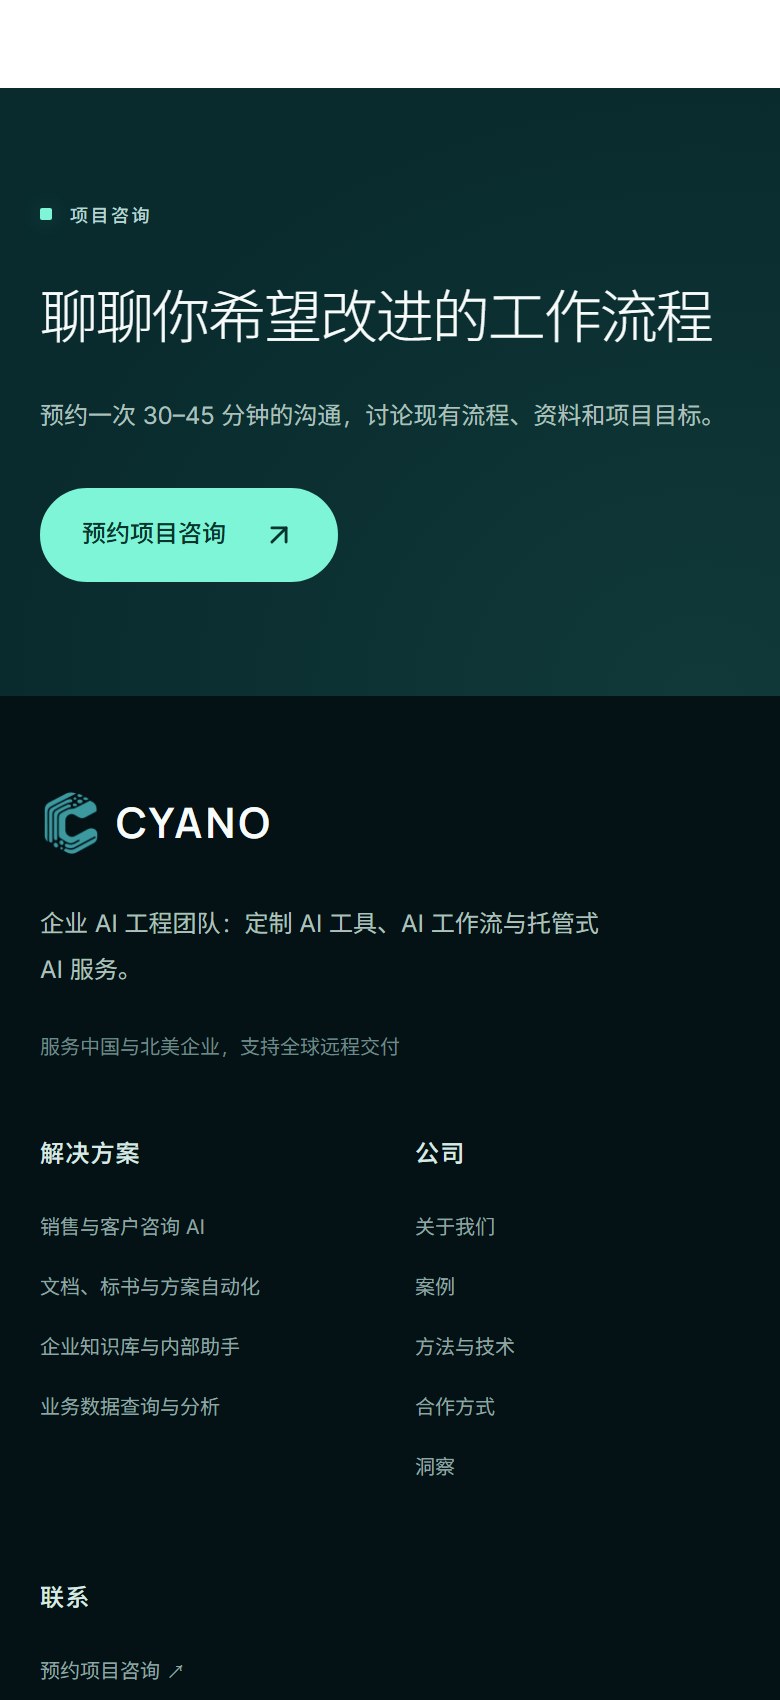 项目咨询
聊聊你希望改进的工作流程
预约一次 30–45 分钟的沟通，讨论现有流程、资料和项目目标。
预约项目咨询 ↗
CYANO
企业 AI 工程团队：定制 AI 工具、AI 工作流与托管式
AI 服务。
服务中国与北美企业，支持全球远程交付
解决方案
销售与客户咨询 AI
文档、标书与方案自动化
企业知识库与内部助手
业务数据查询与分析
公司
关于我们
案例
方法与技术
合作方式
洞察
联系
预约项目咨询 ↗